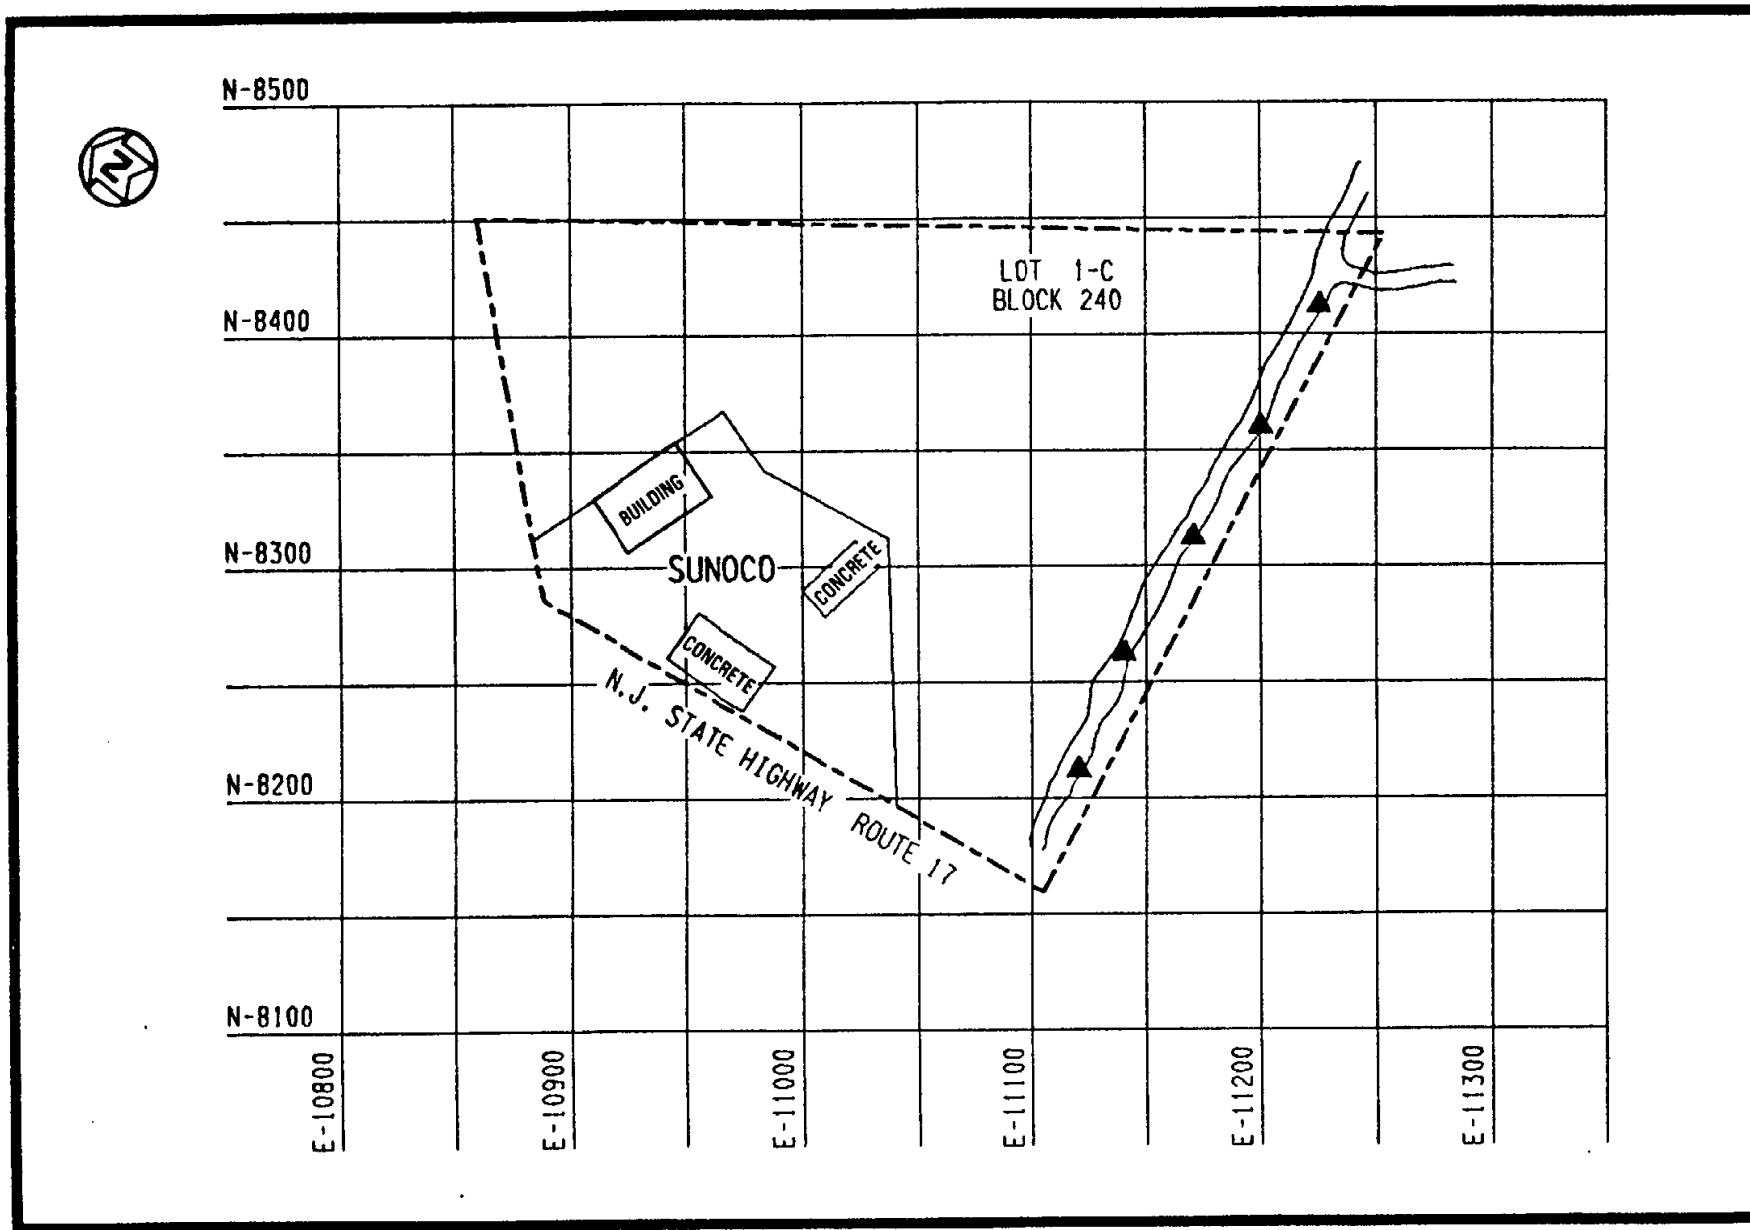 N-8500
N
LOT 1-C
BLOCK 240
N-8400
BUILDING
N-8300
SUNOCO
CONCRETE
CONCRETE
N.J. STATE HIGHWAY ROUTE 17
N-8200
N-8100
E-10800
E-10900
E-11000
E-11100
E-11200
E-11300